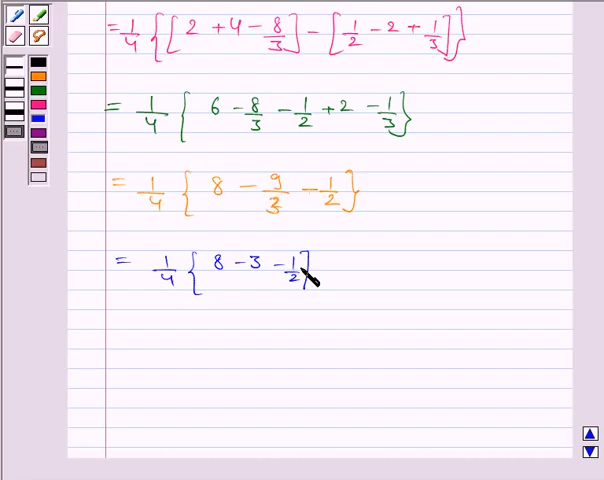 =1/4 {[2 + 4 - 8/3] - [1/2 - 2 + 1/3]}
= 1/4 { 6 - 8/3 - 1/2 + 2 - 1/3}
= 1/4 { 8 - 9/3 - 1/2}
= 1/4 { 8 - 3 - 1/2]